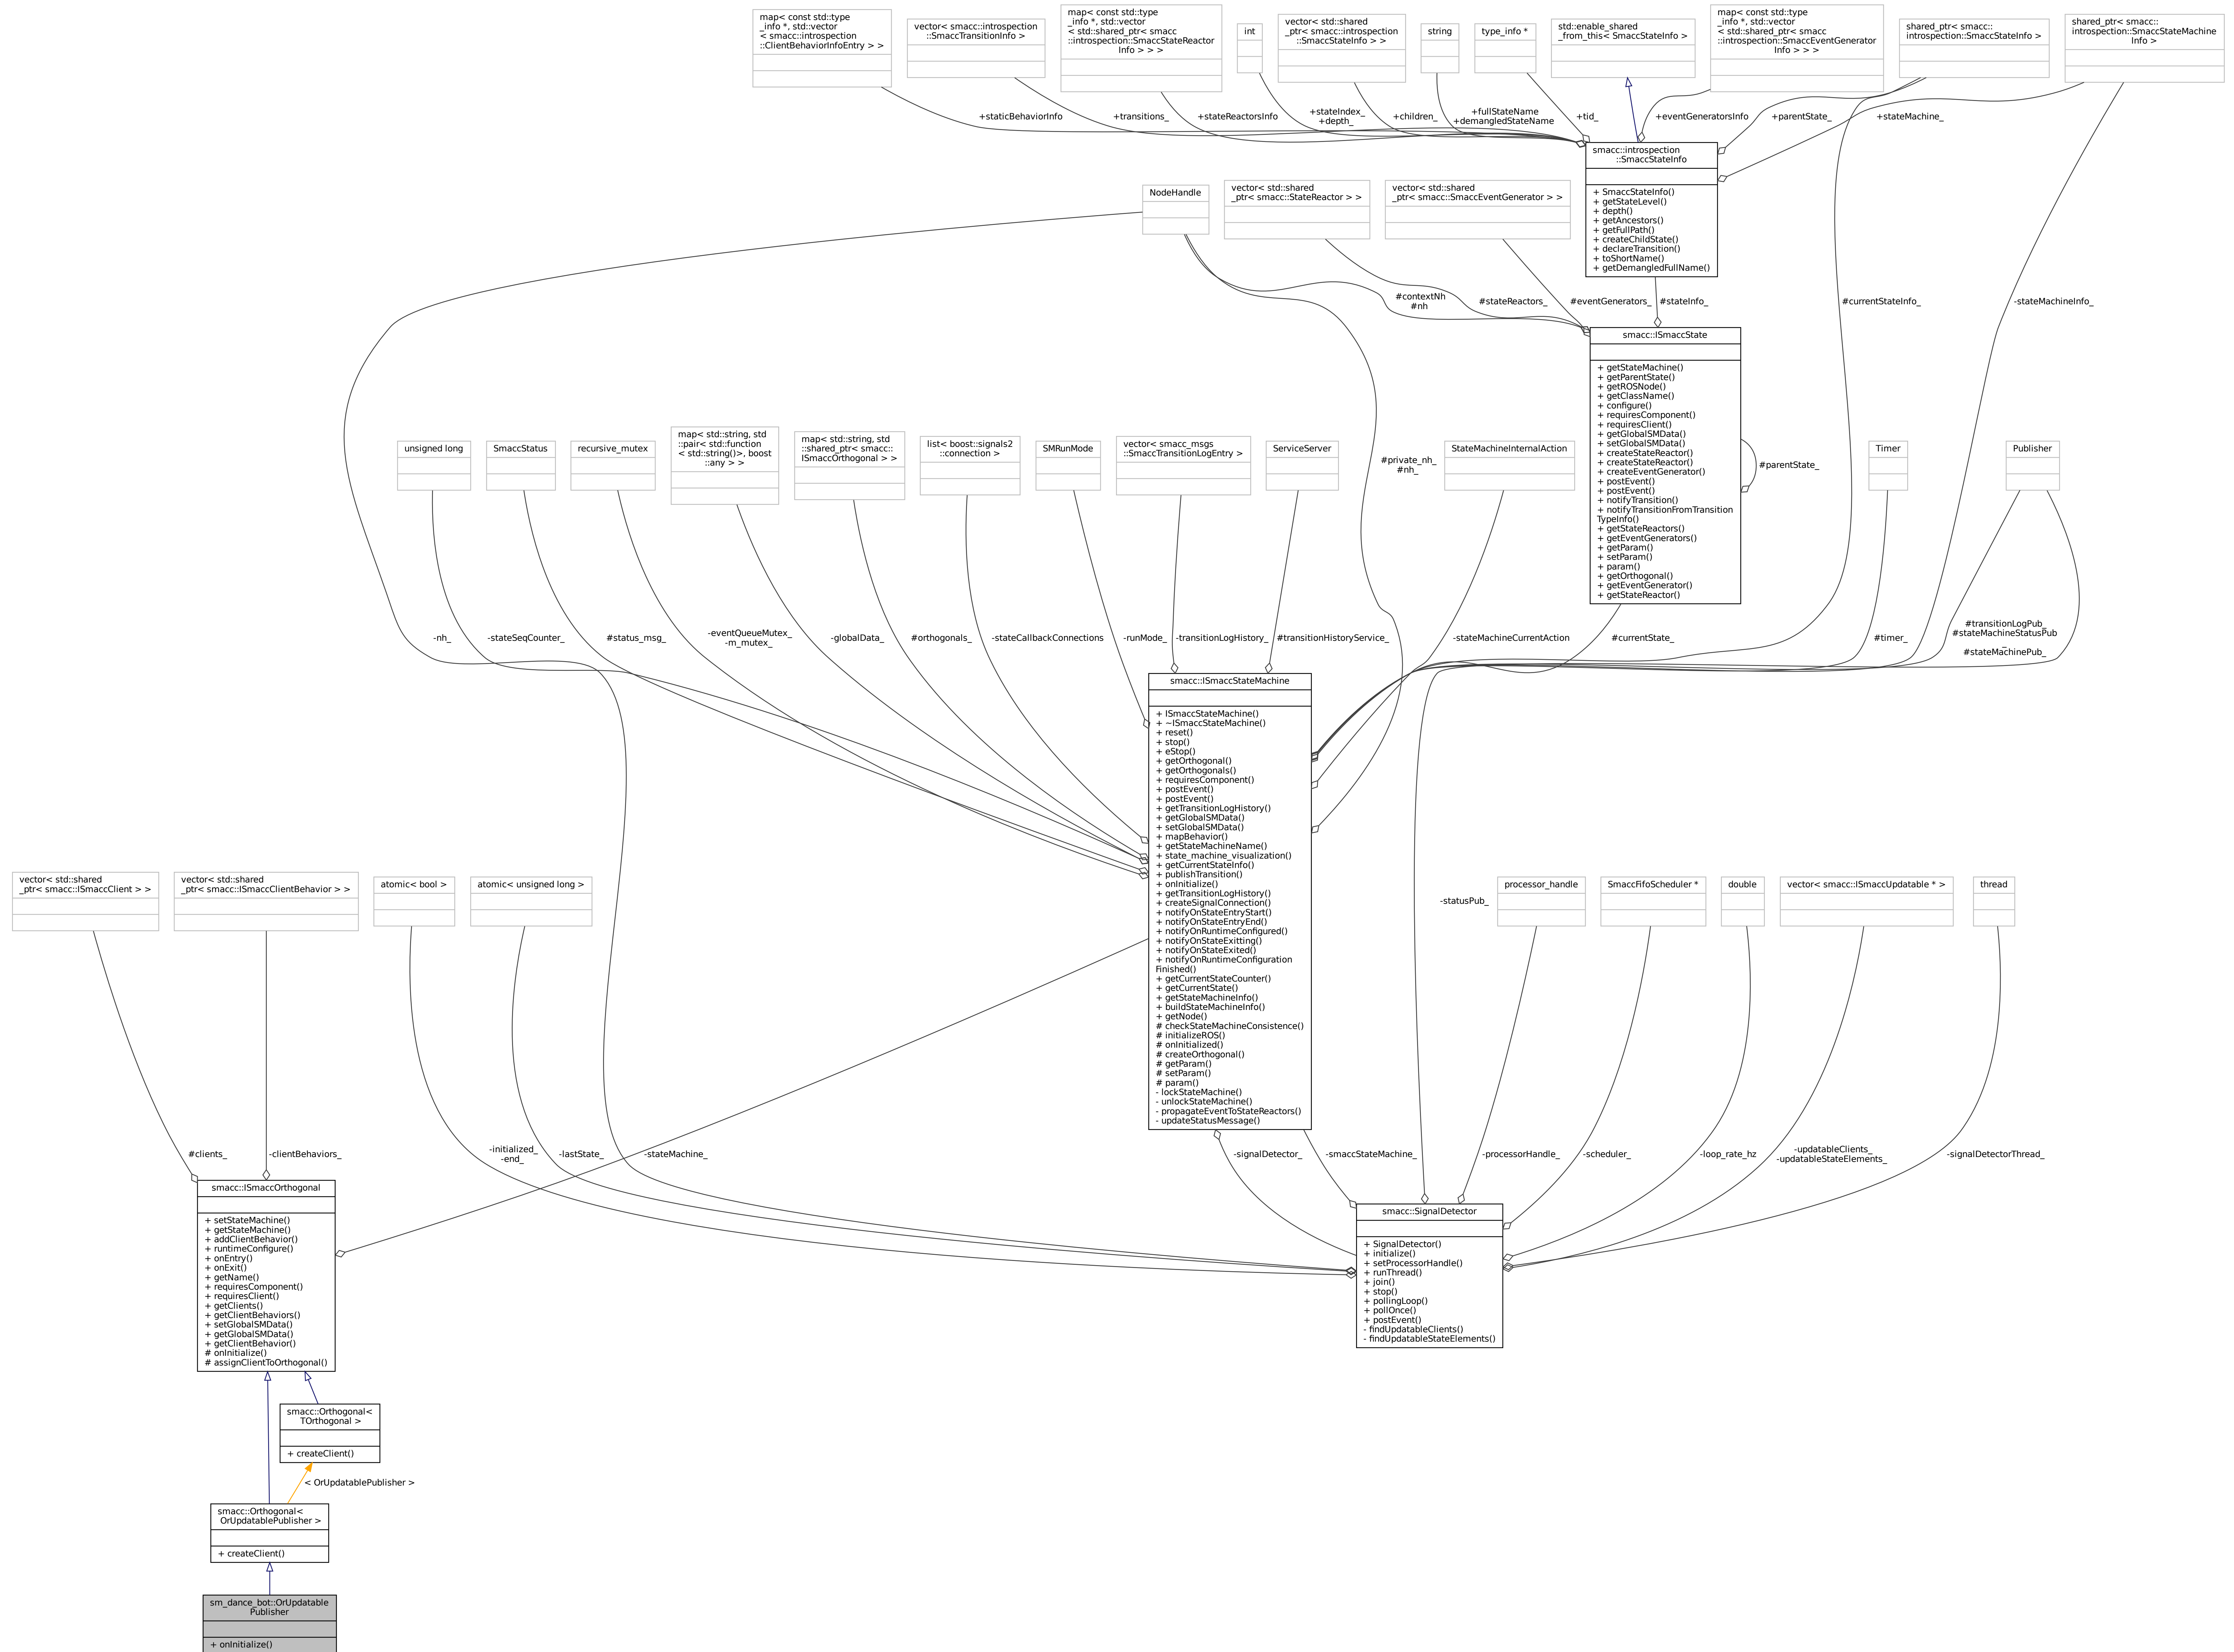 map< const std::type
_info *, std::vector
< smacc::introspection
::ClientBehaviorInfoEntry > >
vector< smacc::introspection
::SmaccTransitionInfo >
map< const std::type
_info *, std::vector
< std::shared_ptr< smacc
::introspection::SmaccStateReactor
Info > > >
int
vector< std::shared
_ptr< smacc::introspection
::SmaccStateInfo > >
string
type_info *
std::enable_shared
_from_this< SmaccStateInfo >
map< const std::type
_info *, std::vector
< std::shared_ptr< smacc
::introspection::SmaccEventGenerator
Info > > >
shared_ptr< smacc::
introspection::SmaccStateInfo >
shared_ptr< smacc::
introspection::SmaccStateMachine
Info >
+staticBehaviorInfo
+transitions_
+stateReactorsInfo
+stateIndex_
+depth_
+children_
+fullStateName
+demangledStateName
+tid_
+eventGeneratorsInfo
+parentState_
+stateMachine_
smacc::introspection
::SmaccStateInfo
+ SmaccStateInfo()
+ getStateLevel()
+ depth()
+ getAncestors()
+ getFullPath()
+ createChildState()
+ declareTransition()
+ toShortName()
+ getDemangledFullName()
NodeHandle
vector< std::shared
_ptr< smacc::StateReactor > >
vector< std::shared
_ptr< smacc::SmaccEventGenerator > >
#contextNh
#nh
#stateReactors_
#eventGenerators_
#stateInfo_
#currentStateInfo_
-stateMachineInfo_
smacc::ISmaccState
+ getStateMachine()
+ getParentState()
+ getROSNode()
+ getClassName()
+ configure()
+ requiresComponent()
+ requiresClient()
+ getGlobalSMData()
+ setGlobalSMData()
+ createStateReactor()
+ createStateReactor()
+ createEventGenerator()
+ postEvent()
+ postEvent()
+ notifyTransition()
+ notifyTransitionFromTransition
TypeInfo()
+ getStateReactors()
+ getEventGenerators()
+ getParam()
+ setParam()
+ param()
+ getOrthogonal()
+ getEventGenerator()
+ getStateReactor()
#parentState_
unsigned long
SmaccStatus
recursive_mutex
map< std::string, std
::pair< std::function
< std::string()>, boost
::any > >
map< std::string, std
::shared_ptr< smacc::
ISmaccOrthogonal > >
list< boost::signals2
::connection >
SMRunMode
vector< smacc_msgs
::SmaccTransitionLogEntry >
ServiceServer
#private_nh_
#nh_
StateMachineInternalAction
Timer
Publisher
-nh_
-stateSeqCounter_
#status_msg_
-eventQueueMutex_
-m_mutex_
-globalData_
#orthogonals_
-stateCallbackConnections
-runMode_
-transitionLogHistory_
#transitionHistoryService_
-stateMachineCurrentAction
#currentState_
#timer_
#transitionLogPub_
#stateMachineStatusPub
_
#stateMachinePub_
smacc::ISmaccStateMachine
+ ISmaccStateMachine()
+ ~ISmaccStateMachine()
+ reset()
+ stop()
+ eStop()
+ getOrthogonal()
+ getOrthogonals()
+ requiresComponent()
+ postEvent()
+ postEvent()
+ getTransitionLogHistory()
+ getGlobalSMData()
+ setGlobalSMData()
+ mapBehavior()
+ getStateMachineName()
+ state_machine_visualization()
+ getCurrentStateInfo()
+ publishTransition()
+ onInitialize()
+ getTransitionLogHistory()
+ createSignalConnection()
+ notifyOnStateEntryStart()
+ notifyOnStateEntryEnd()
+ notifyOnRuntimeConfigured()
+ notifyOnStateExitting()
+ notifyOnStateExited()
+ notifyOnRuntimeConfiguration
Finished()
+ getCurrentStateCounter()
+ getCurrentState()
+ getStateMachineInfo()
+ buildStateMachineInfo()
+ getNode()
# checkStateMachineConsistence()
# initializeROS()
# onInitialized()
# createOrthogonal()
# getParam()
# setParam()
# param()
- lockStateMachine()
- unlockStateMachine()
- propagateEventToStateReactors()
- updateStatusMessage()
vector< std::shared
_ptr< smacc::ISmaccClient > >
vector< std::shared
_ptr< smacc::ISmaccClientBehavior > >
atomic< bool >
atomic< unsigned long >
-statusPub_
processor_handle
SmaccFifoScheduler *
double
vector< smacc::ISmaccUpdatable * >
thread
#clients_
-clientBehaviors_
-initialized_
-end_
-lastState_
-stateMachine_
-signalDetector_
-smaccStateMachine_
-processorHandle_
-scheduler_
-loop_rate_hz
-updatableClients_
-updatableStateElements_
-signalDetectorThread_
smacc::ISmaccOrthogonal
+ setStateMachine()
+ getStateMachine()
+ addClientBehavior()
+ runtimeConfigure()
+ onEntry()
+ onExit()
+ getName()
+ requiresComponent()
+ requiresClient()
+ getClients()
+ getClientBehaviors()
+ setGlobalSMData()
+ getGlobalSMData()
+ getClientBehavior()
# onInitialize()
# assignClientToOrthogonal()
smacc::SignalDetector
+ SignalDetector()
+ initialize()
+ setProcessorHandle()
+ runThread()
+ join()
+ stop()
+ pollingLoop()
+ pollOnce()
+ postEvent()
- findUpdatableClients()
- findUpdatableStateElements()
smacc::Orthogonal<
TOrthogonal >
+ createClient()
< OrUpdatablePublisher >
smacc::Orthogonal<
OrUpdatablePublisher >
+ createClient()
sm_dance_bot::OrUpdatable
Publisher
+ onInitialize()